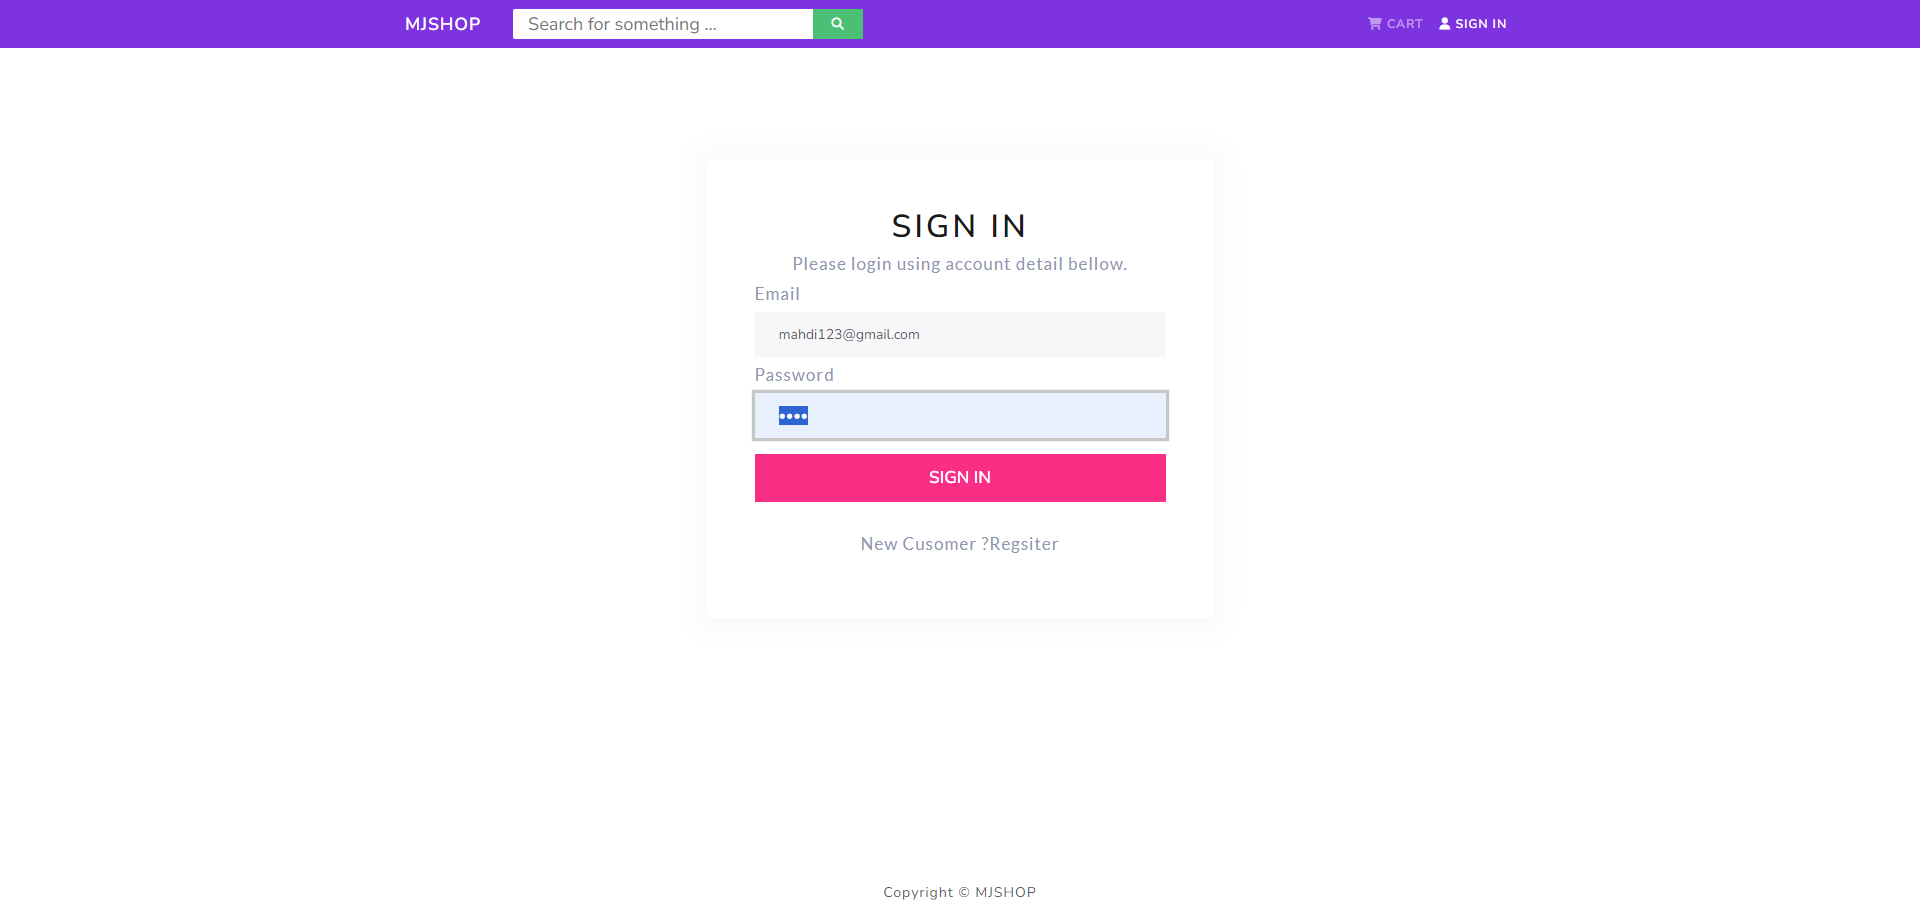 MJSHOP
Search for something ...
CART
SIGN IN
SIGN IN
Please login using account detail bellow.
Email
mahdi123@gmail.com
Password
••••
SIGN IN
New Cusomer ?Regsiter
Copyright © MJSHOP